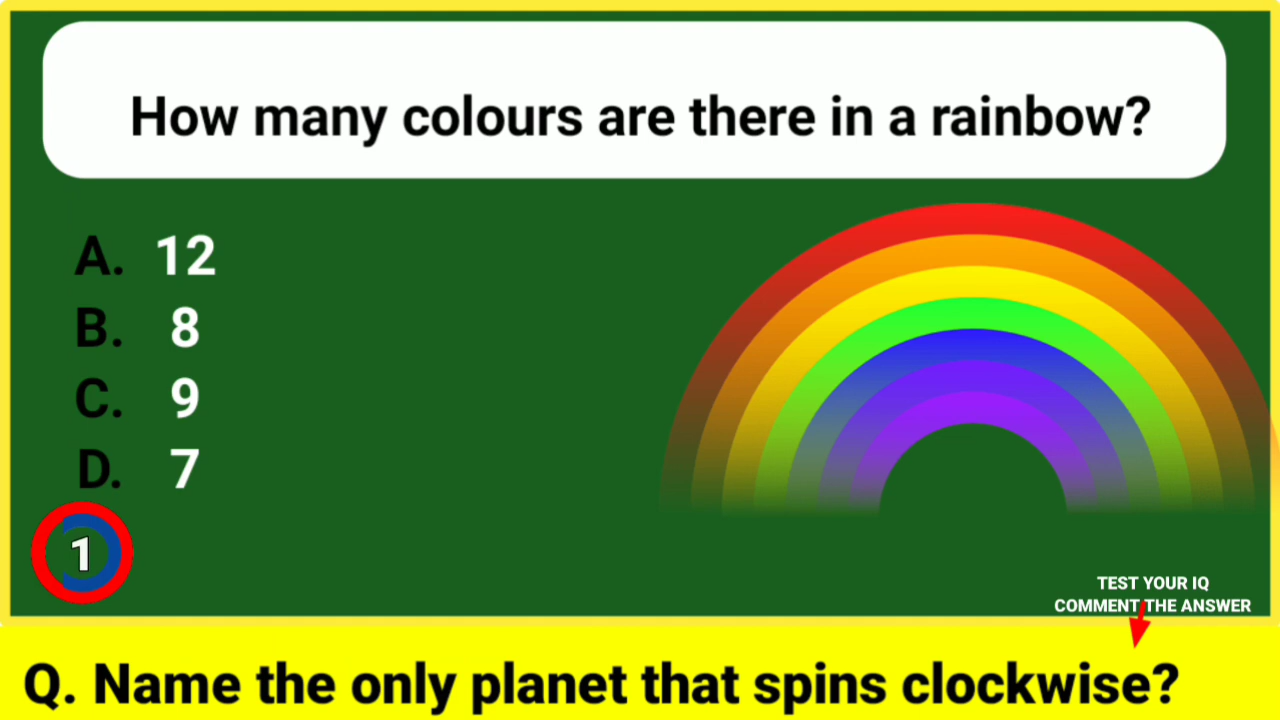 How many colours are there in a rainbow?
A. 12
B. 8
C. 9
D. 7
1
TEST YOUR IQ
COMMENT THE ANSWER
Q. Name the only planet that spins clockwise?